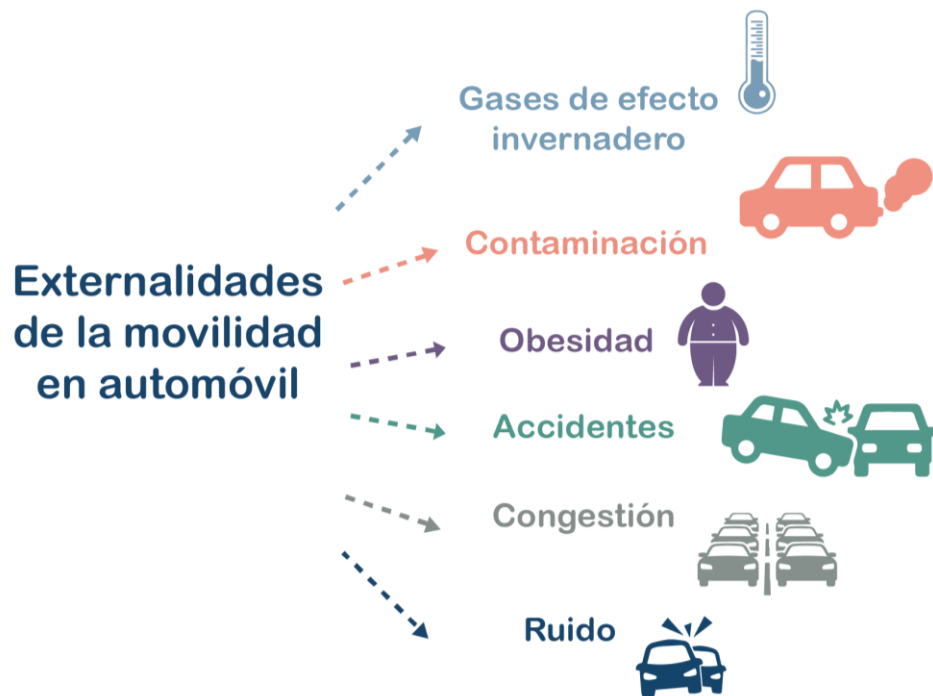 Externalidades
de la movilidad
en automóvil
Gases de efecto
invernadero
Contaminación
Obesidad
Accidentes
Congestión
Ruido